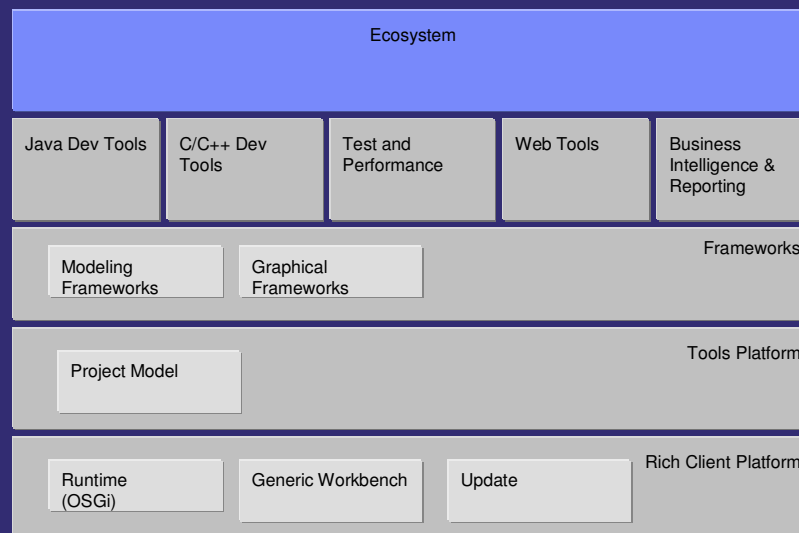 Ecosystem
Java Dev Tools
C/C++ Dev
Tools
Test and
Performance
Web Tools
Business
Intelligence &
Reporting
Frameworks
Modeling
Frameworks
Graphical
Frameworks
Tools Platform
Project Model
Rich Client Platform
Runtime
(OSGi)
Generic Workbench
Update